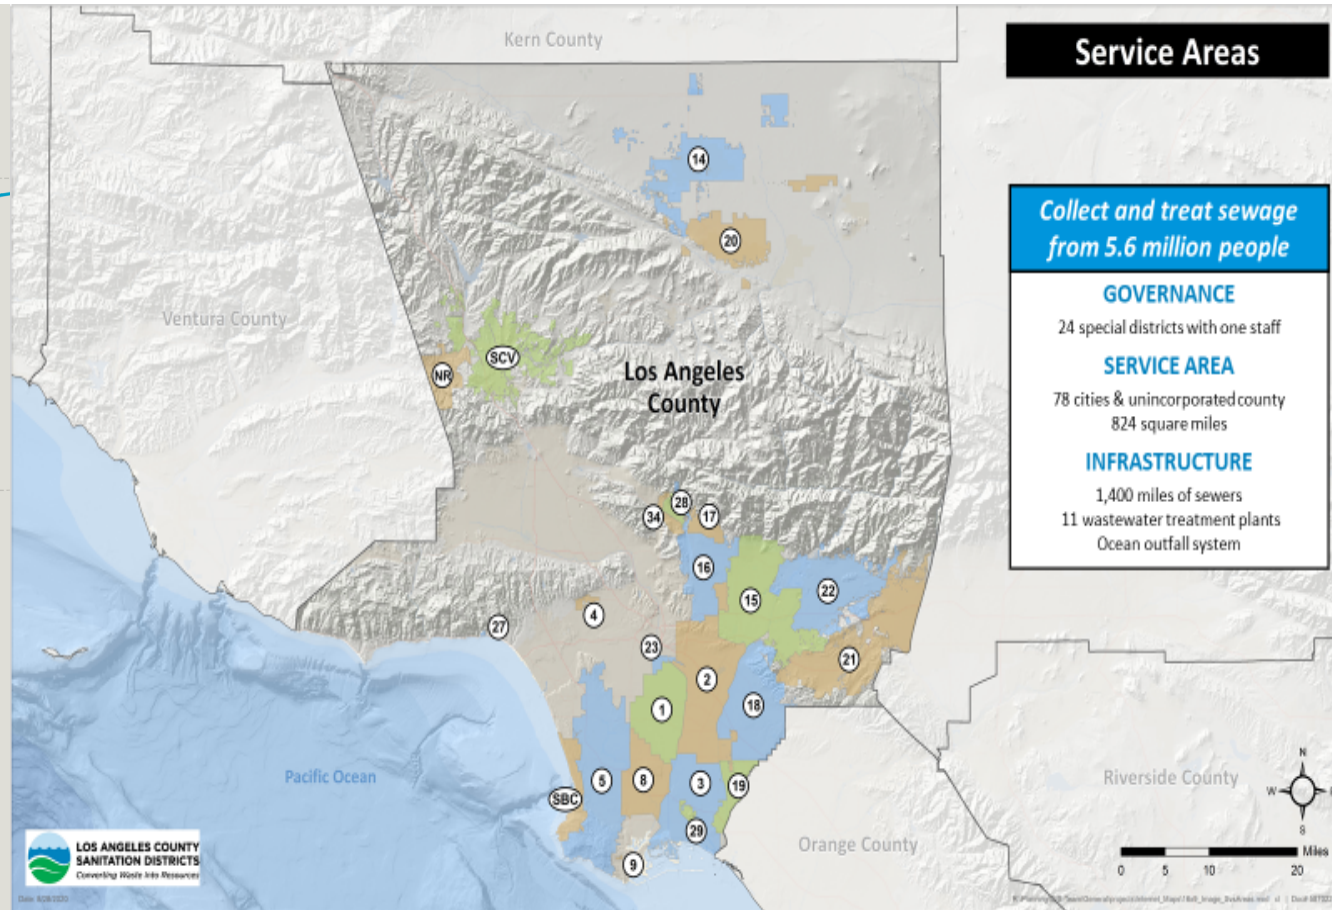 Kern County
Service Areas
14
Collect and treat sewage
from 5.6 million people
20
GOVERNANCE
24 special districts with one staff
Ventura County
SCV
NR
Los Angeles
County
SERVICE AREA
78 cities & unincorporated county
824 square miles
INFRASTRUCTURE
1,400 miles of sewers
11 wastewater treatment plants
Ocean outfall system
28
34
17
16
22
15
4
27
23
21
2
18
1
Pacific Ocean
5
8
3
19
SBC
Riverside County
N
W
S
29
Orange County
9
LOS ANGELES COUNTY
SANITATION DISTRICTS
Converting Waste Into Resources
Miles
0 5 10 20